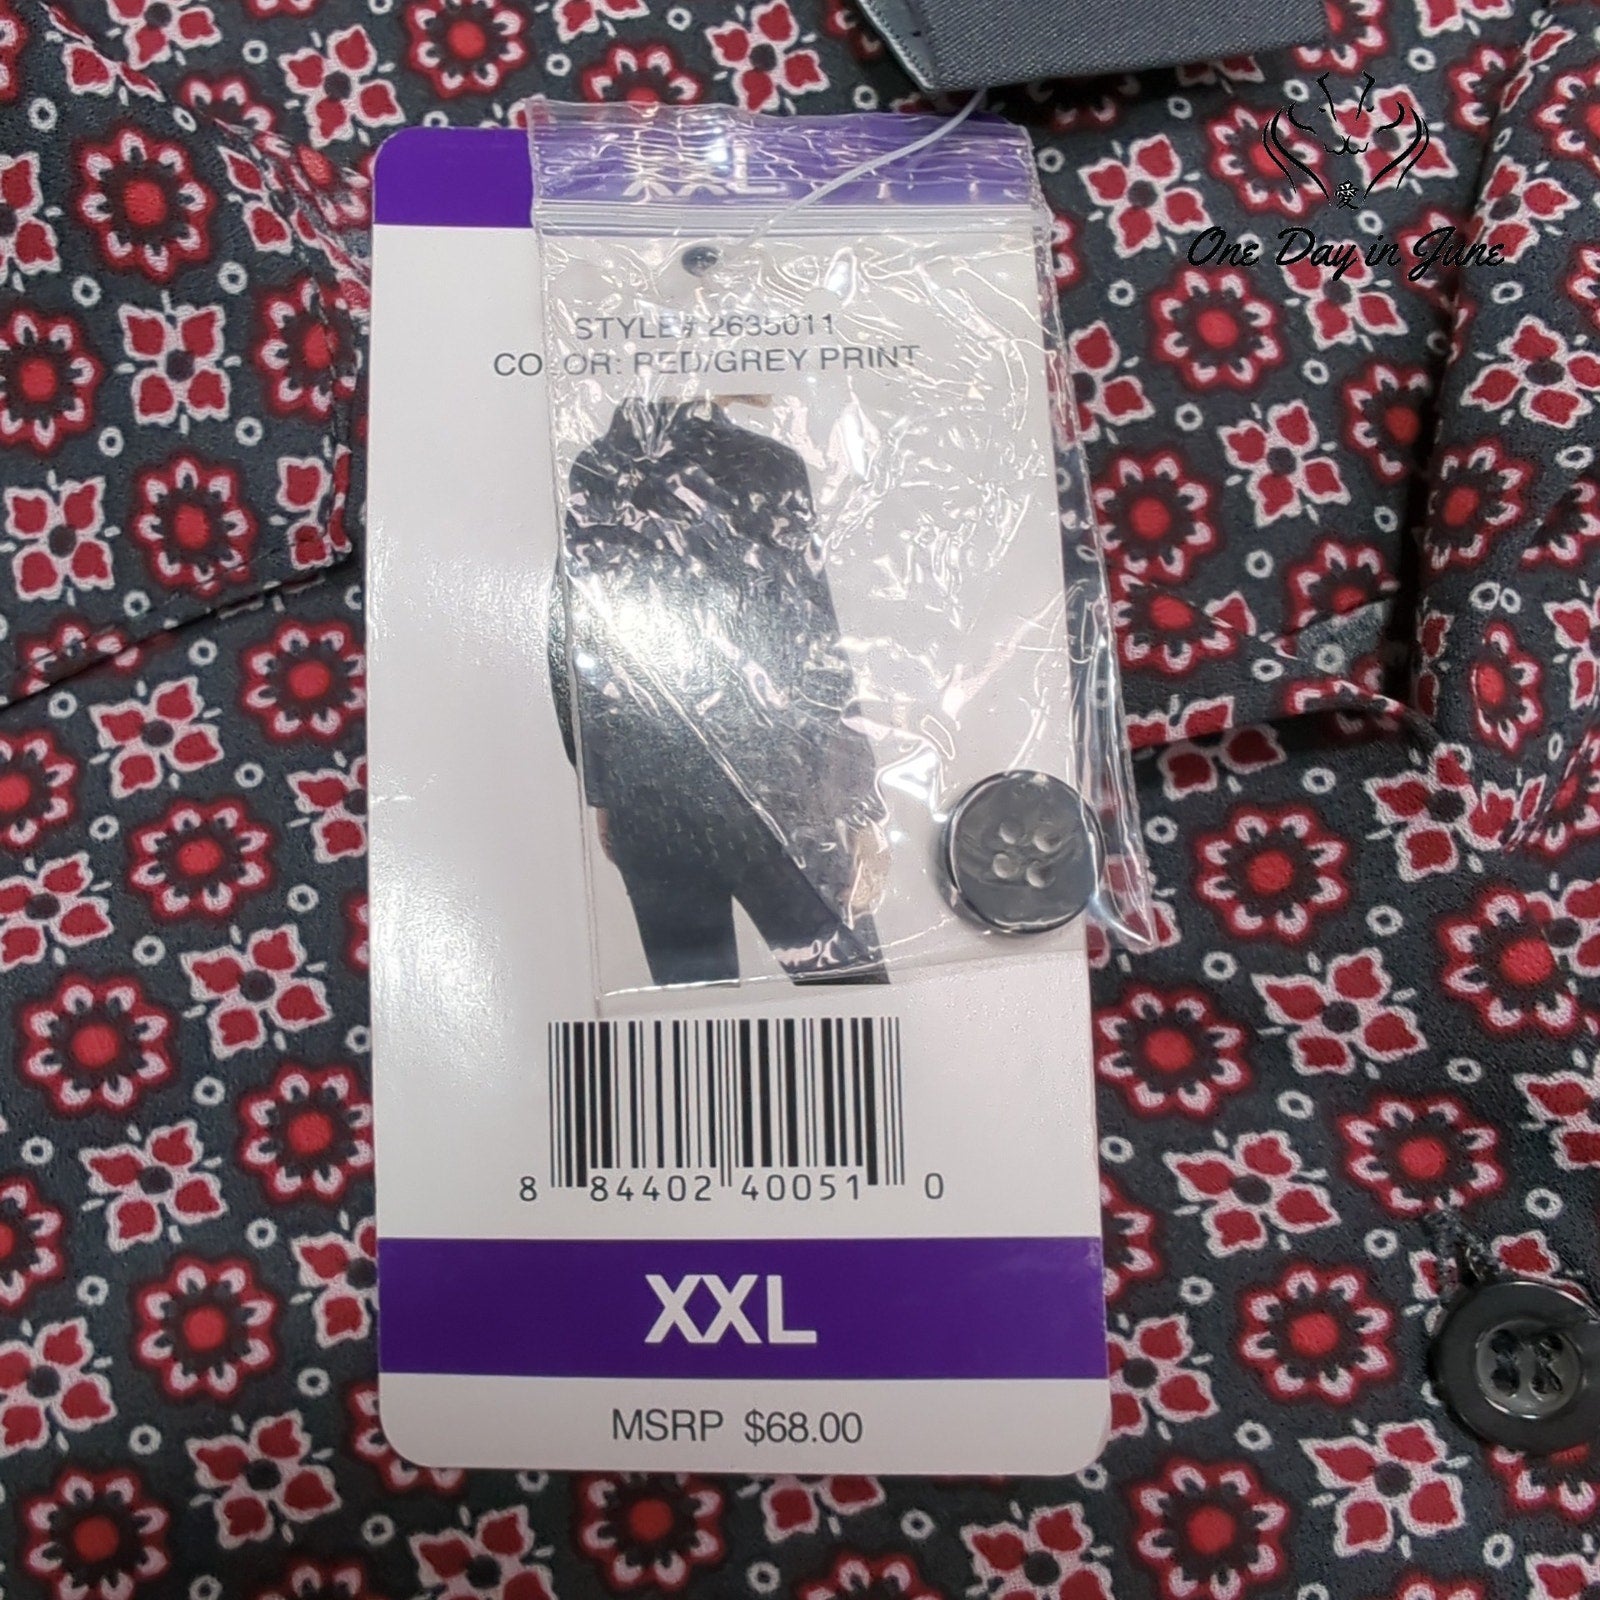 愛
One Day in June
XXL
STYLE# 2635011
COLOR: RED/GREY PRINT
8 84402 40051 0
XXL
MSRP $68.00